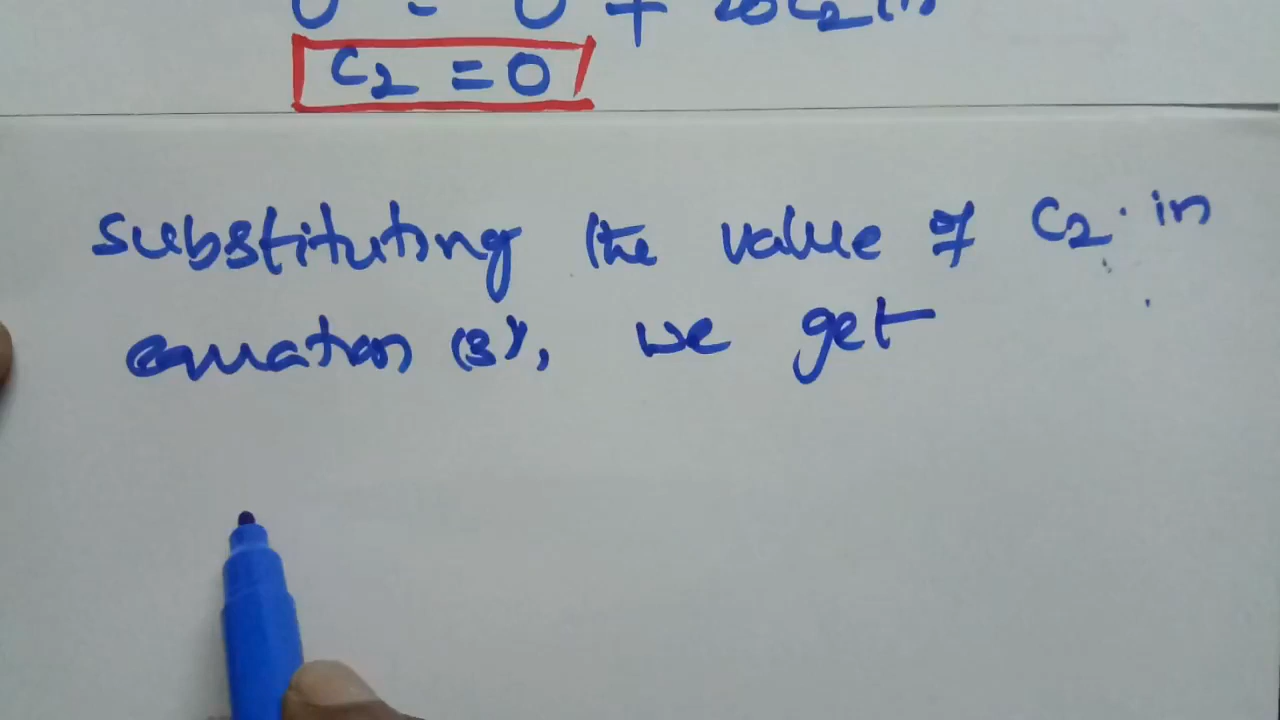 C2 = 0
substituting the value of C2 in
equation (3), we get